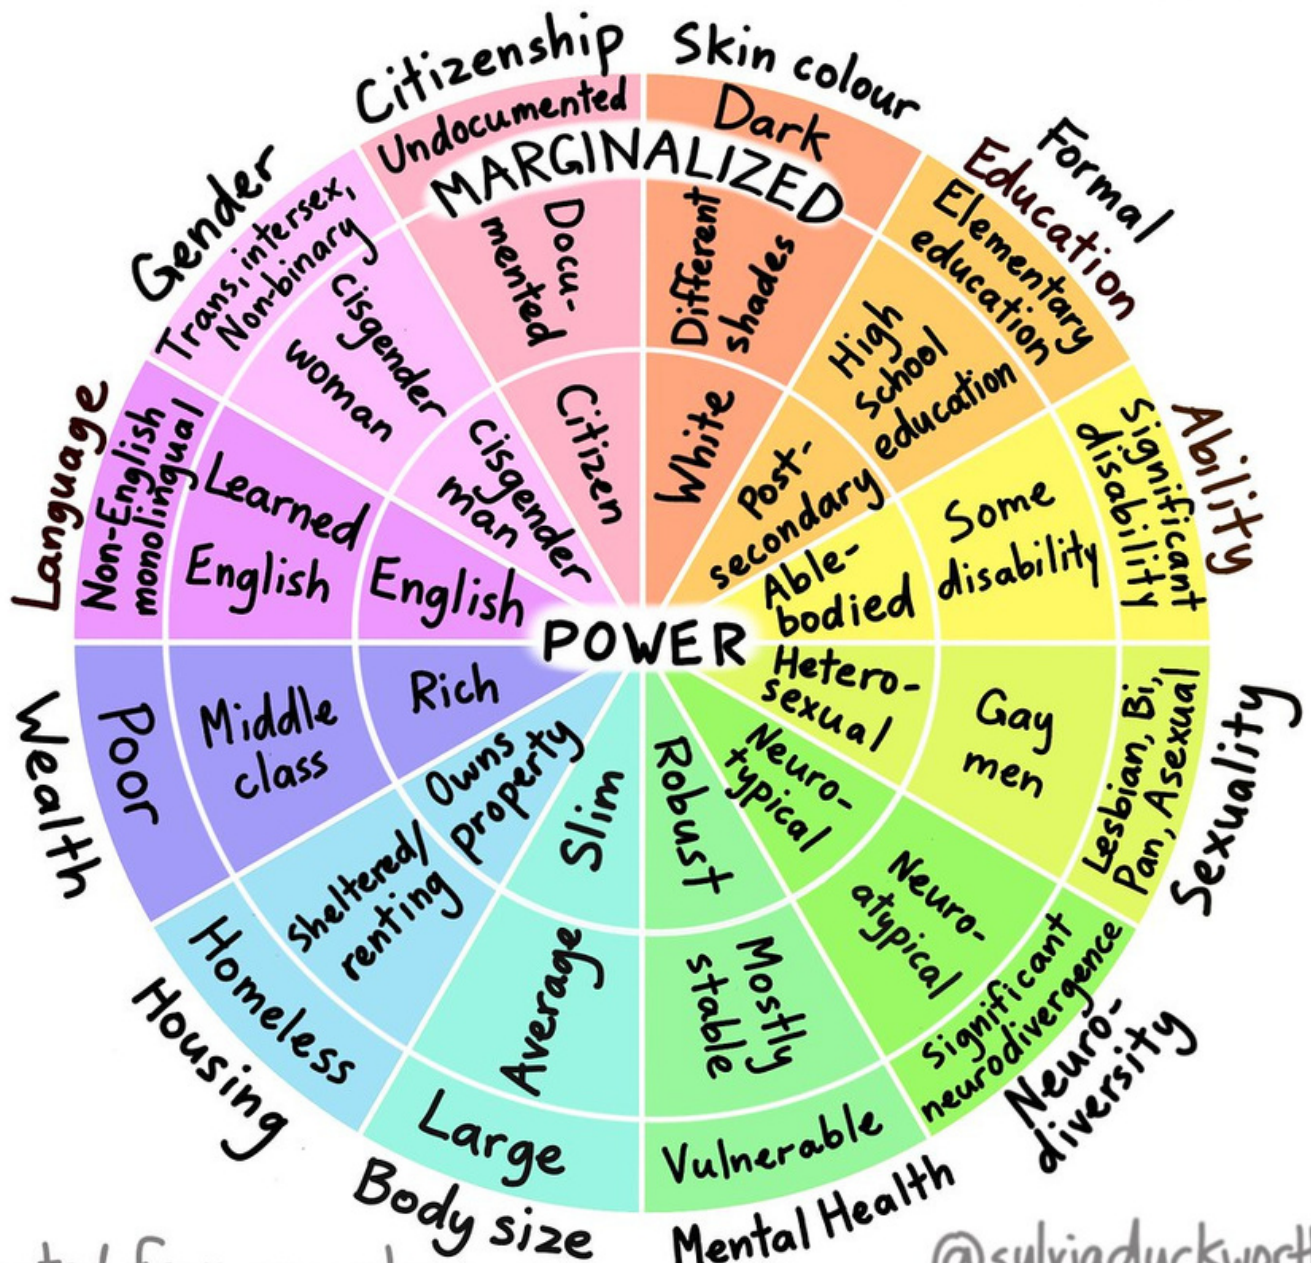 Citizenship
Undocumented
Docu-
mented
Citizen
Skin colour
Dark
Different
shades
White
Formal
Education
Elementary
education
High
school
education
Post-
secondary
Ability
Significant
disability
Some
disability
Able-
bodied
Sexuality
Lesbian, Bi,
Pan, Asexual
Gay
men
Hetero-
sexual
Neuro-
diversity
Significant
neurodivergence
Neuro-
atypical
Neuro-
typical
Mental Health
Vulnerable
Mostly
stable
Robust
Body size
Large
Average
Slim
Housing
Homeless
Sheltered/
renting
Owns
property
Wealth
Poor
Middle
class
Rich
Language
Non-English
monolingual
Learned
English
English
Gender
Trans, intersex,
Non-binary
cisgender
woman
cisgender
man
MARGINALIZED
POWER